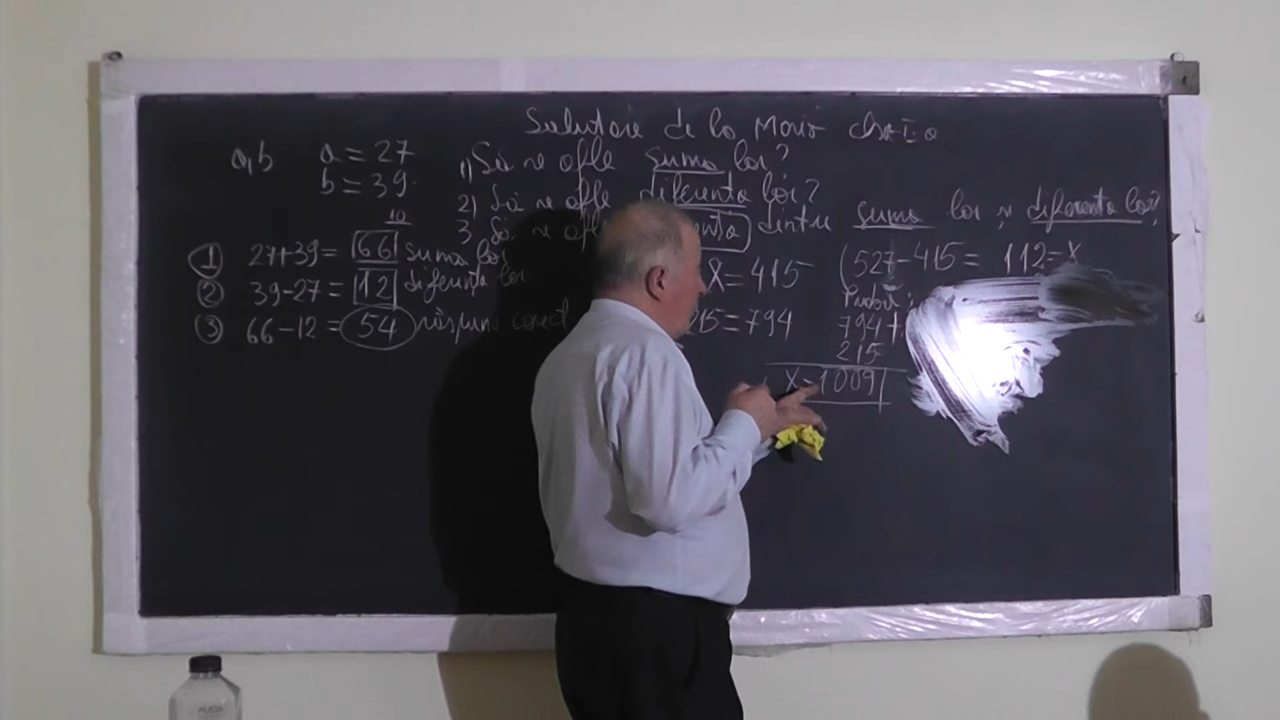 Salutare de la
a,b a = 27 1) Să se afle suma lor?
b = 39 2) Să se afle diferența lor?
10 3 Să se afle dintre suma lor și diferența lor?
1 27+39 = 66 suma lor
2 39-27 = 12 diferența lor
3 66-12 = 54 răspuns corect
X = 415 (527-415 = 112 = X
215 = 794 Proba:
794+
215
X = 1009